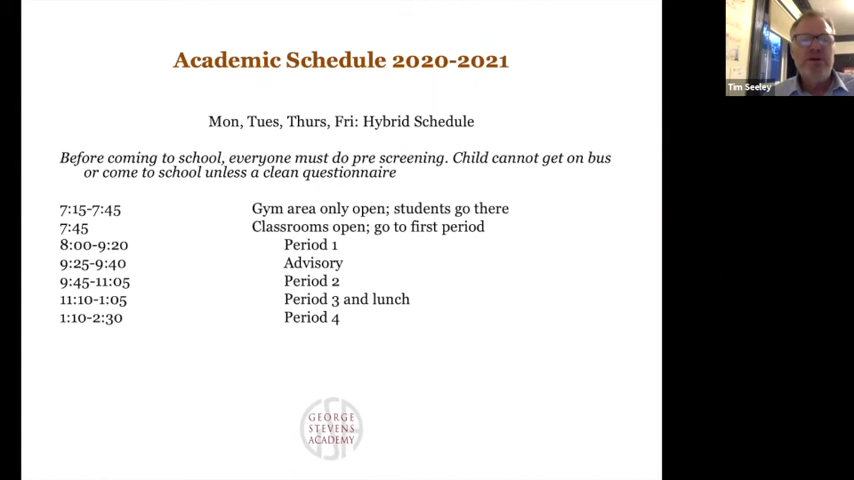 Academic Schedule 2020-2021
Mon, Tues, Thurs, Fri: Hybrid Schedule
Before coming to school, everyone must do pre screening. Child cannot get on bus
or come to school unless a clean questionnaire
7:15-7:45 Gym area only open; students go there
7:45 Classrooms open; go to first period
8:00-9:20 Period 1
9:25-9:40 Advisory
9:45-11:05 Period 2
11:10-1:05 Period 3 and lunch
1:10-2:30 Period 4
GEORGE
STEVENS
ACADEMY
Tim Seeley